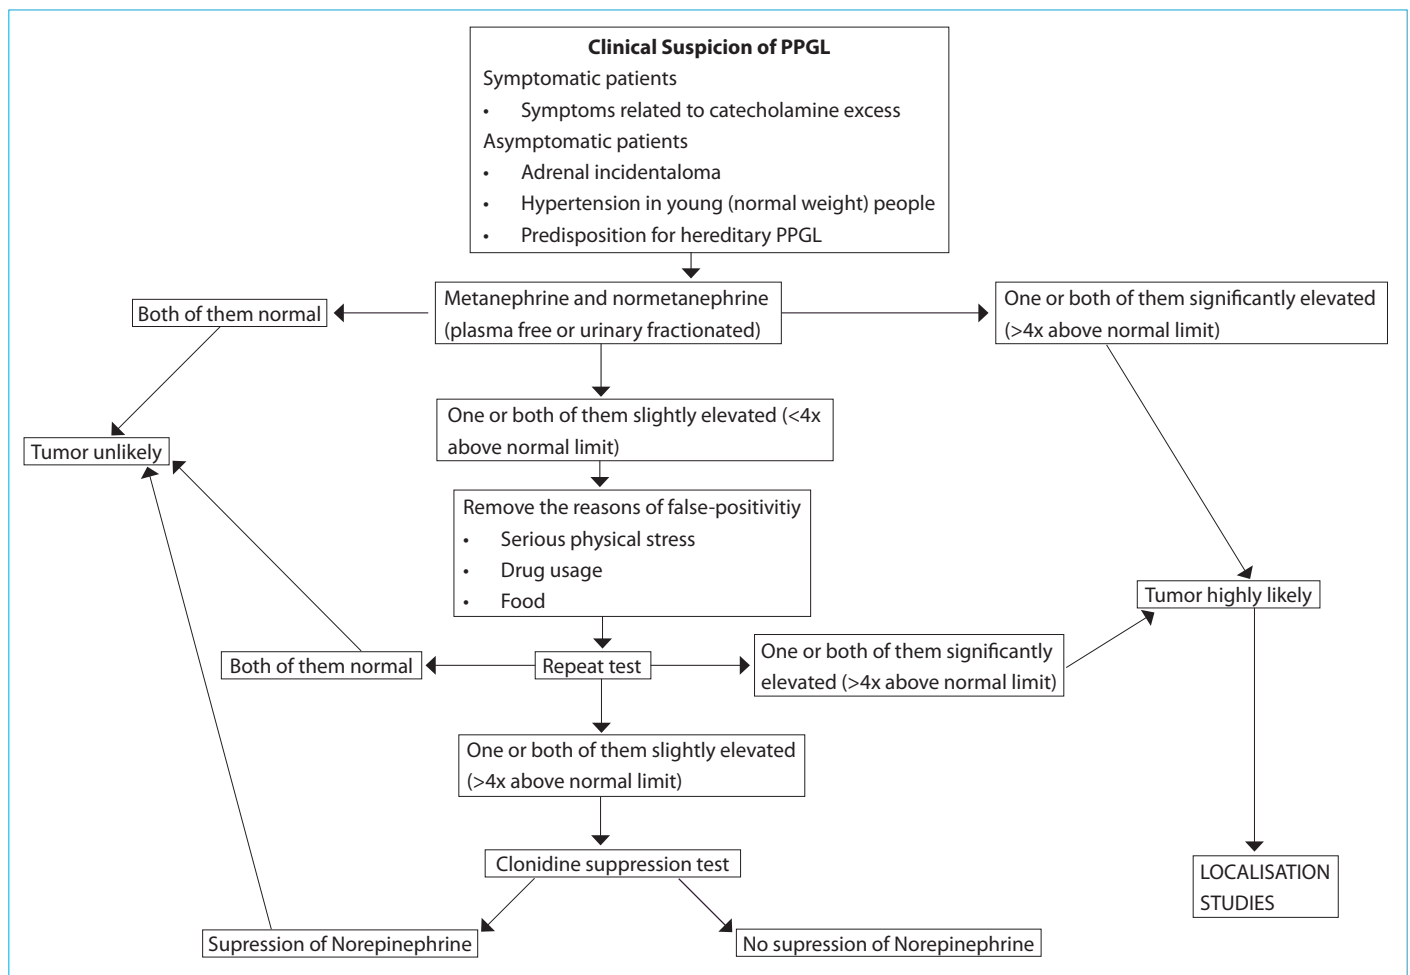 Clinical Suspicion of PPGL
Symptomatic patients
• Symptoms related to catecholamine excess
Asymptomatic patients
• Adrenal incidentaloma
• Hypertension in young (normal weight) people
• Predisposition for hereditary PPGL
Both of them normal
Metanephrine and normetanephrine
(plasma free or urinary fractionated)
One or both of them significantly elevated
(>4x above normal limit)
One or both of them slightly elevated (<4x
above normal limit)
Tumor unlikely
Remove the reasons of false-positivitiy
• Serious physical stress
• Drug usage
• Food
Tumor highly likely
Both of them normal
Repeat test
One or both of them significantly
elevated (>4x above normal limit)
One or both of them slightly elevated
(>4x above normal limit)
Clonidine suppression test
LOCALISATION
STUDIES
Supression of Norepinephrine
No supression of Norepinephrine